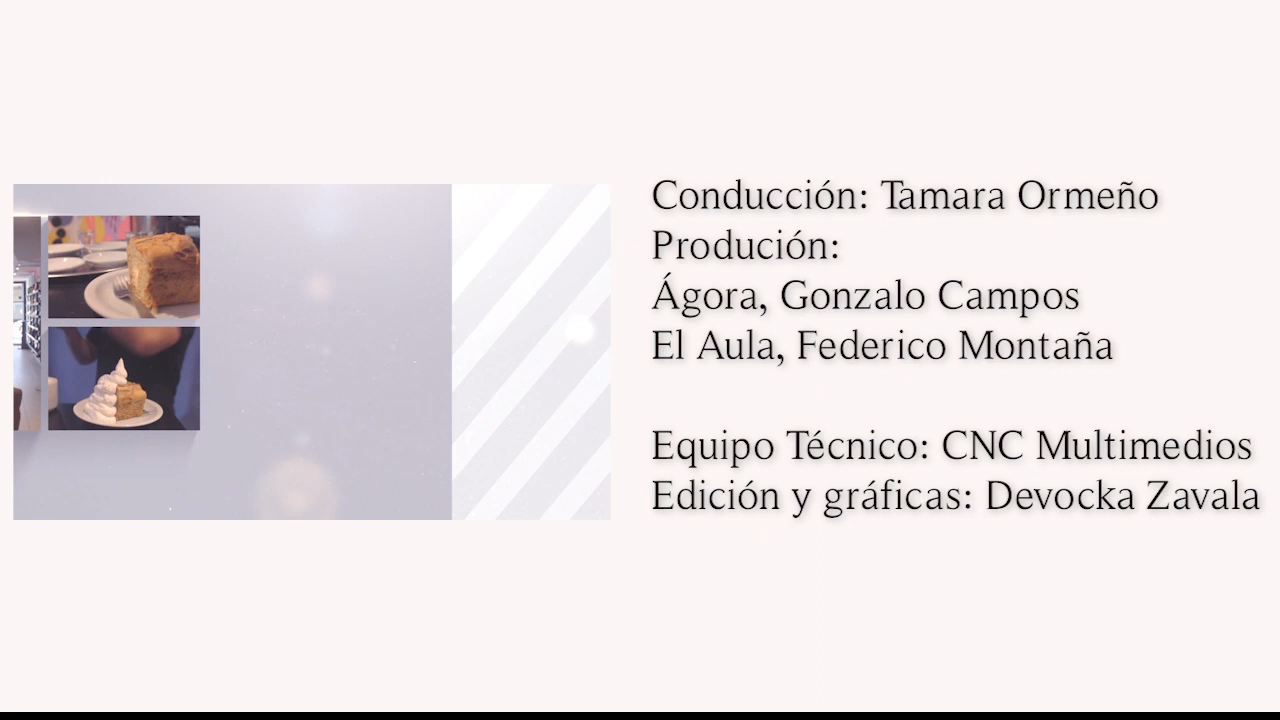 Conducción: Tamara Ormeño
Produción:
Ágora, Gonzalo Campos
El Aula, Federico Montaña
Equipo Técnico: CNC Multimedios
Edición y gráficas: Devocka Zavala